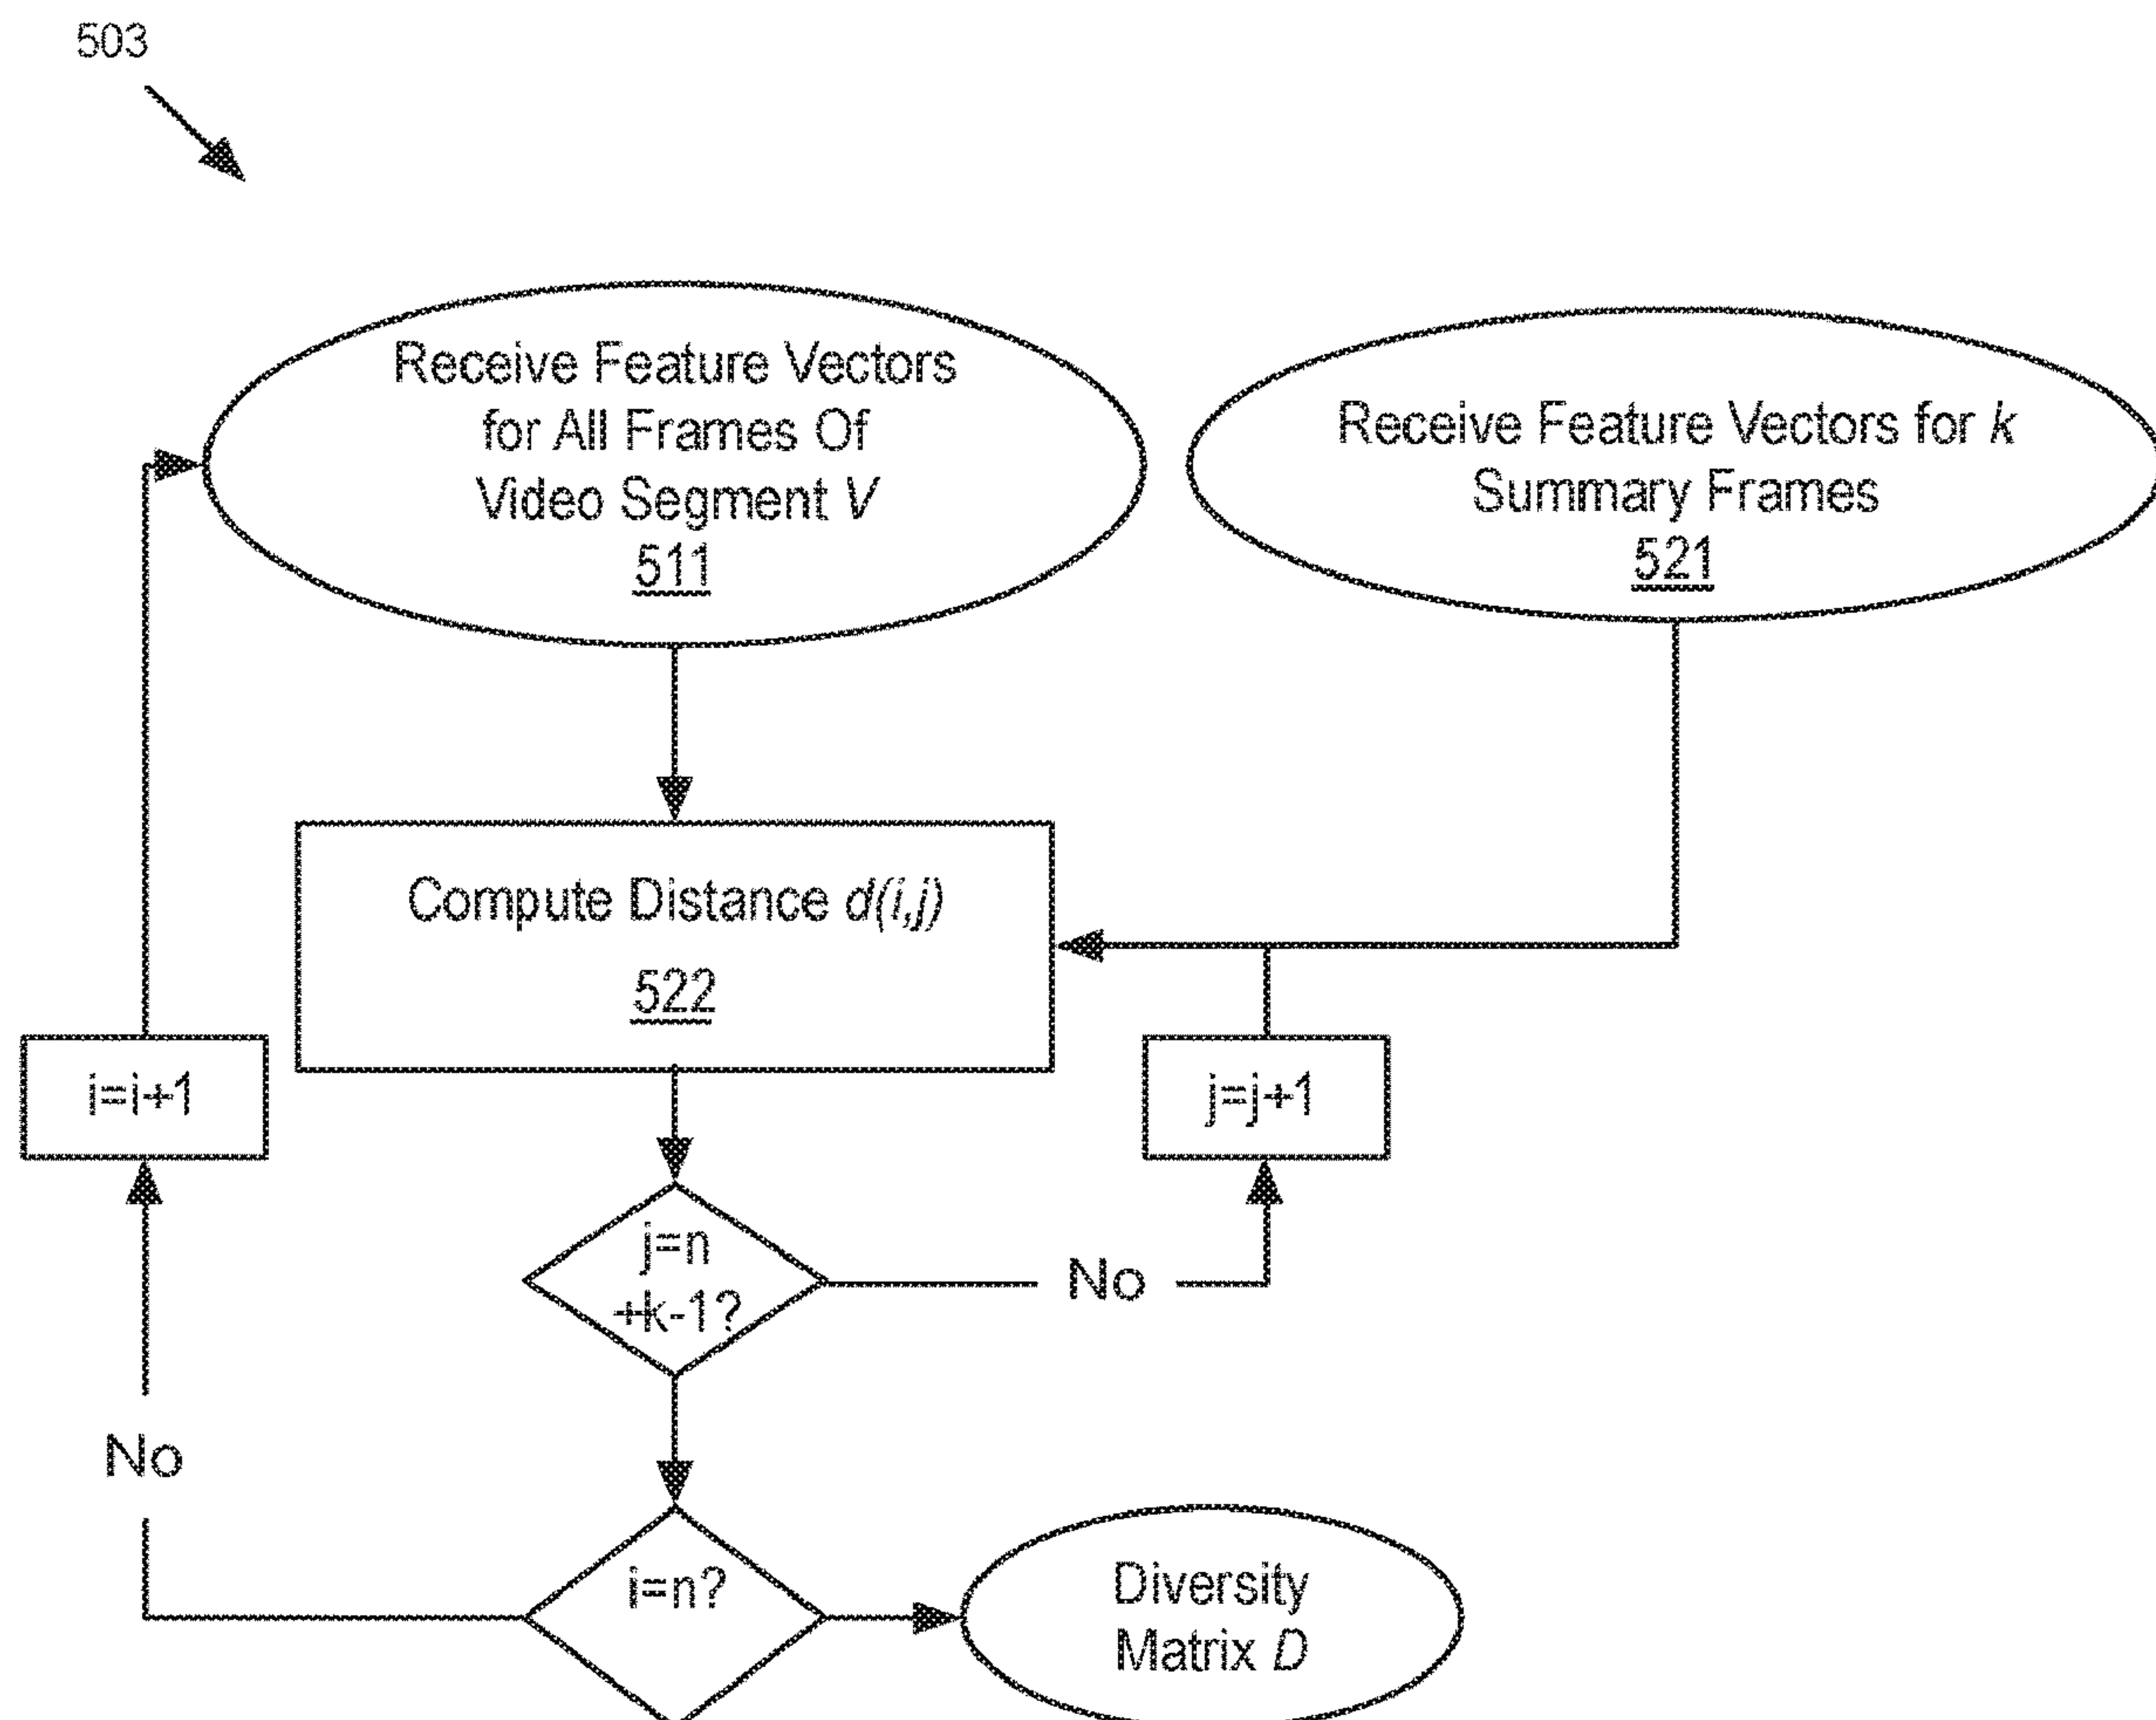 503
Receive Feature Vectors
for All Frames Of
Video Segment V
511
Receive Feature Vectors for k
Summary Frames
521
Compute Distance d(i,j)
522
i=i+1
j=j+1
j=n
+k-1?
No
No
i=n?
Diversity
Matrix D